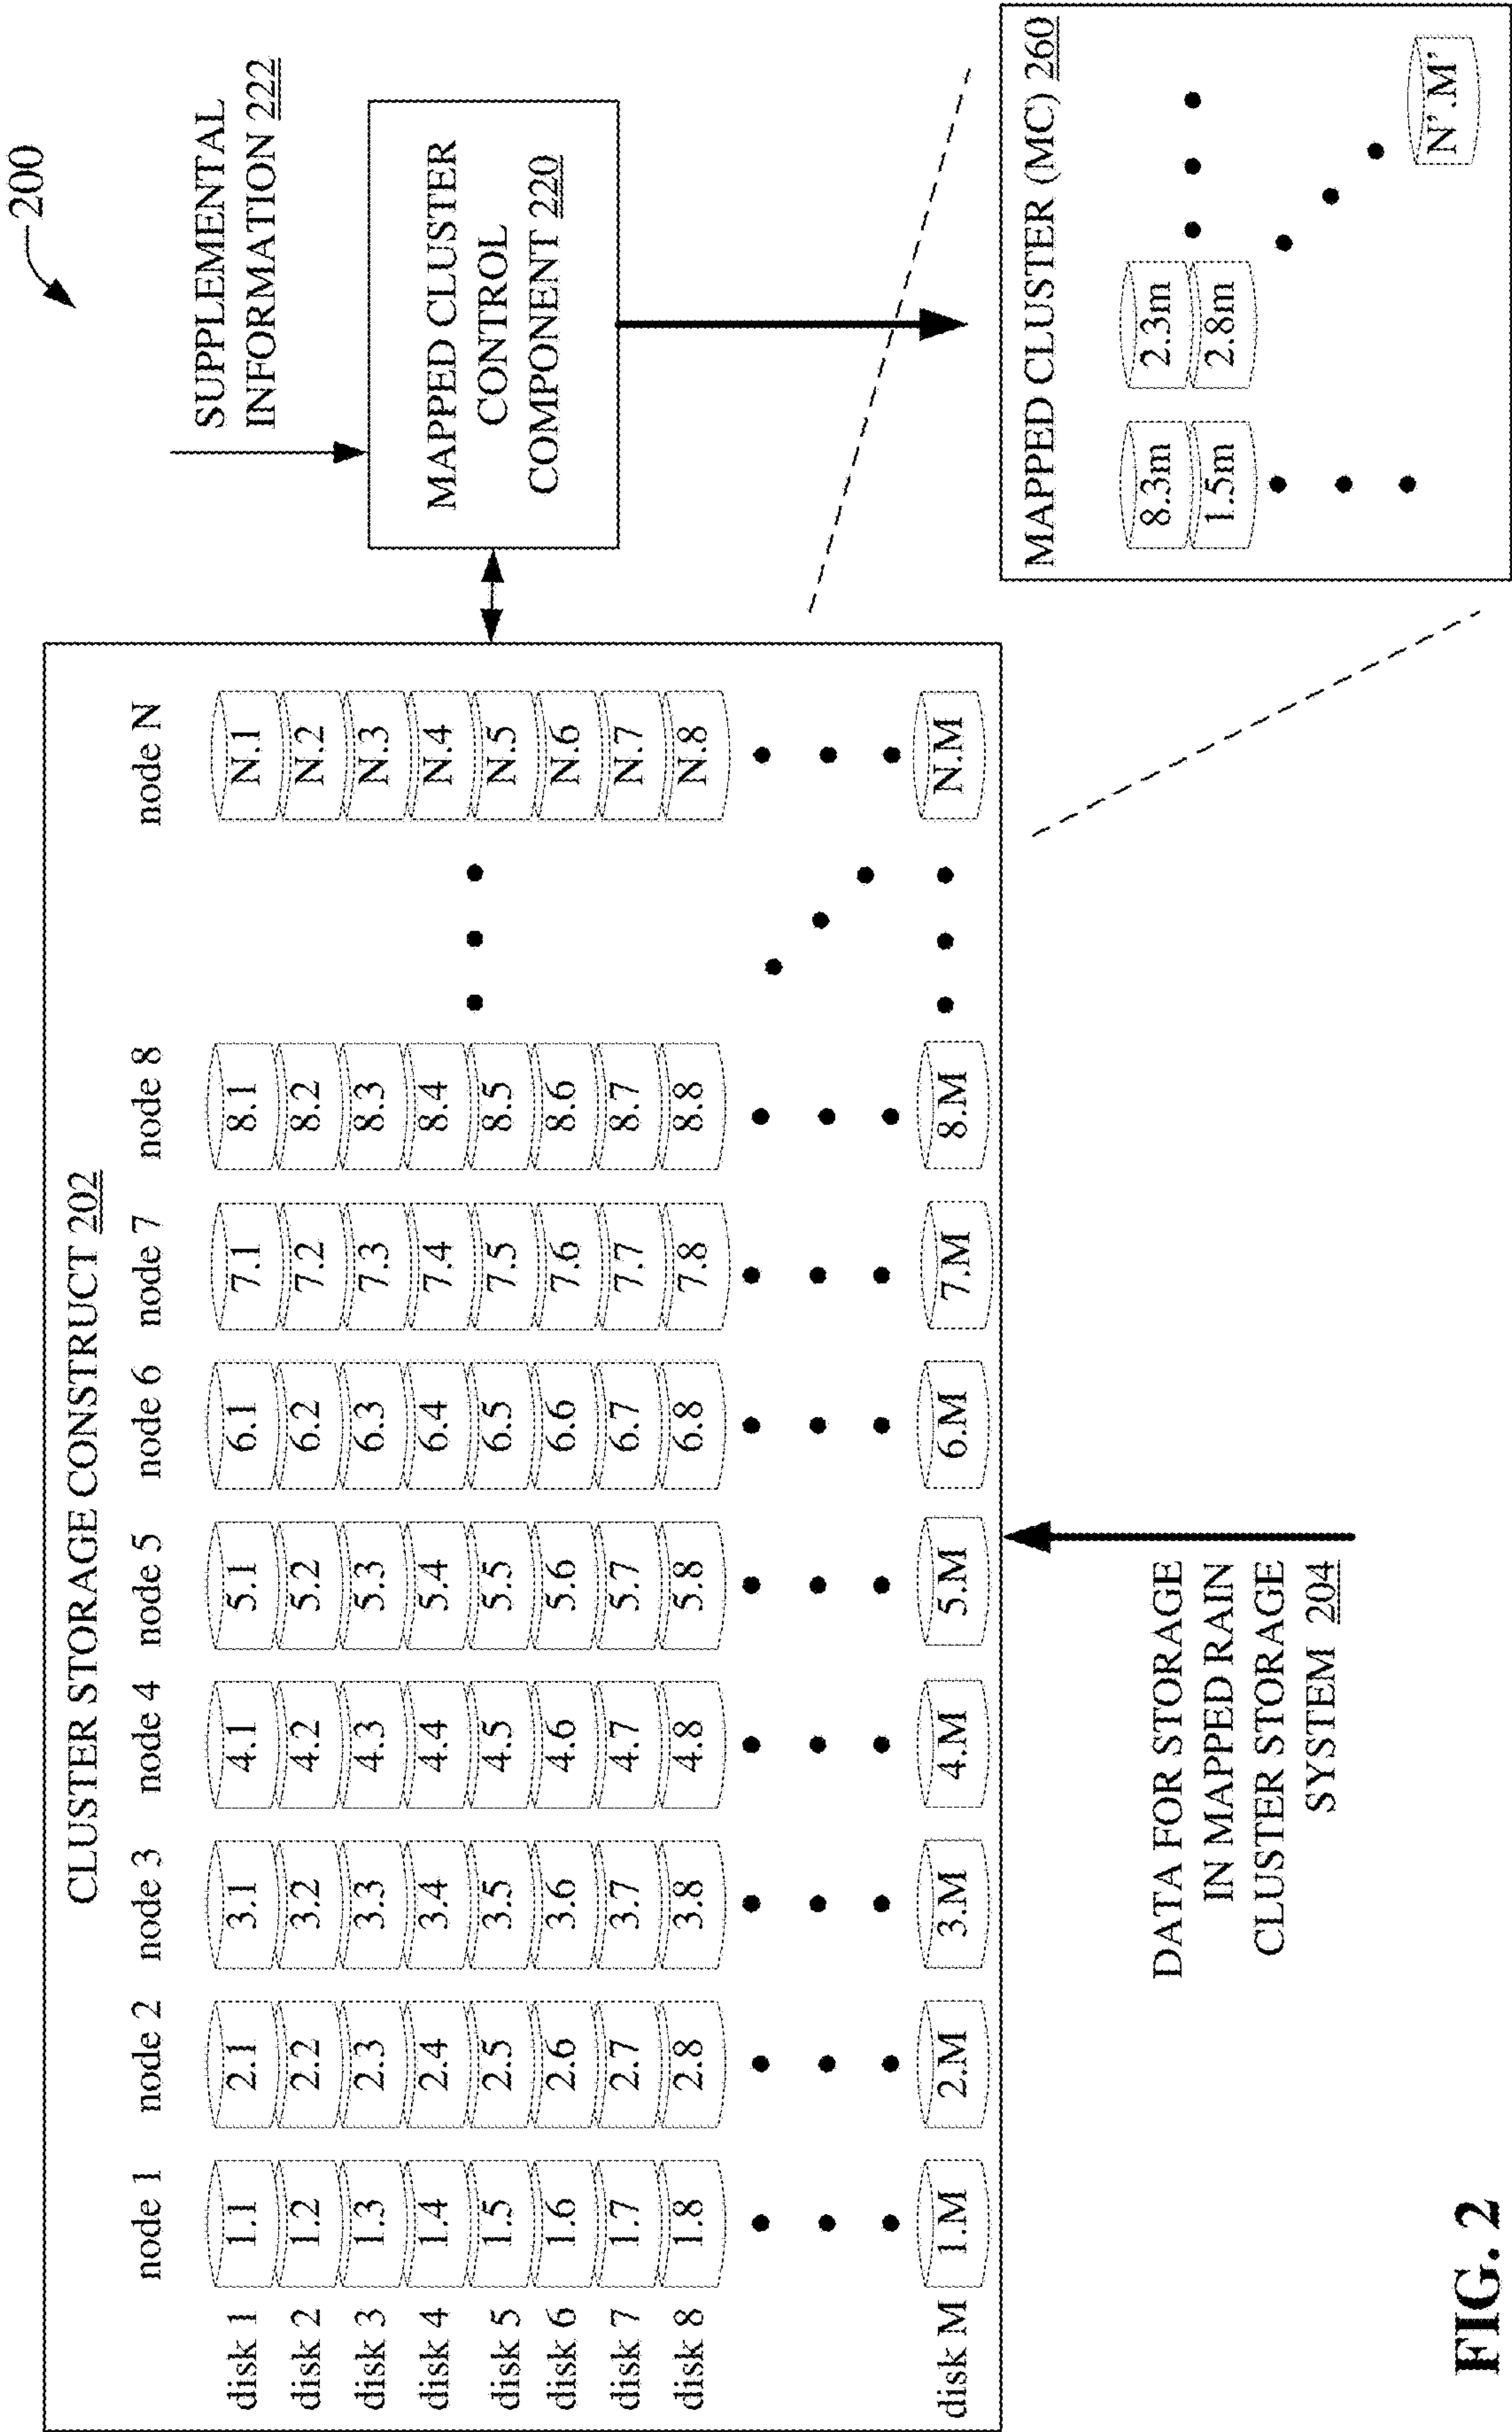 200
CLUSTER STORAGE CONSTRUCT 202
node 1 node 2 node 3 node 4 node 5 node 6 node 7 node 8 node N
disk 1 1.1 2.1 3.1 4.1 5.1 6.1 7.1 8.1 N.1
disk 2 1.2 2.2 3.2 4.2 5.2 6.2 7.2 8.2 N.2
disk 3 1.3 2.3 3.3 4.3 5.3 6.3 7.3 8.3 N.3
disk 4 1.4 2.4 3.4 4.4 5.4 6.4 7.4 8.4 N.4
disk 5 1.5 2.5 3.5 4.5 5.5 6.5 7.5 8.5 N.5
disk 6 1.6 2.6 3.6 4.6 5.6 6.6 7.6 8.6 N.6
disk 7 1.7 2.7 3.7 4.7 5.7 6.7 7.7 8.7 N.7
disk 8 1.8 2.8 3.8 4.8 5.8 6.8 7.8 8.8 N.8
disk M 1.M 2.M 3.M 4.M 5.M 6.M 7.M 8.M N.M
SUPPLEMENTAL
INFORMATION 222
MAPPED CLUSTER
CONTROL
COMPONENT 220
MAPPED CLUSTER (MC) 260
8.3m 2.3m
1.5m 2.8m
N'.M'
DATA FOR STORAGE
IN MAPPED RAIN
CLUSTER STORAGE
SYSTEM 204
FIG. 2